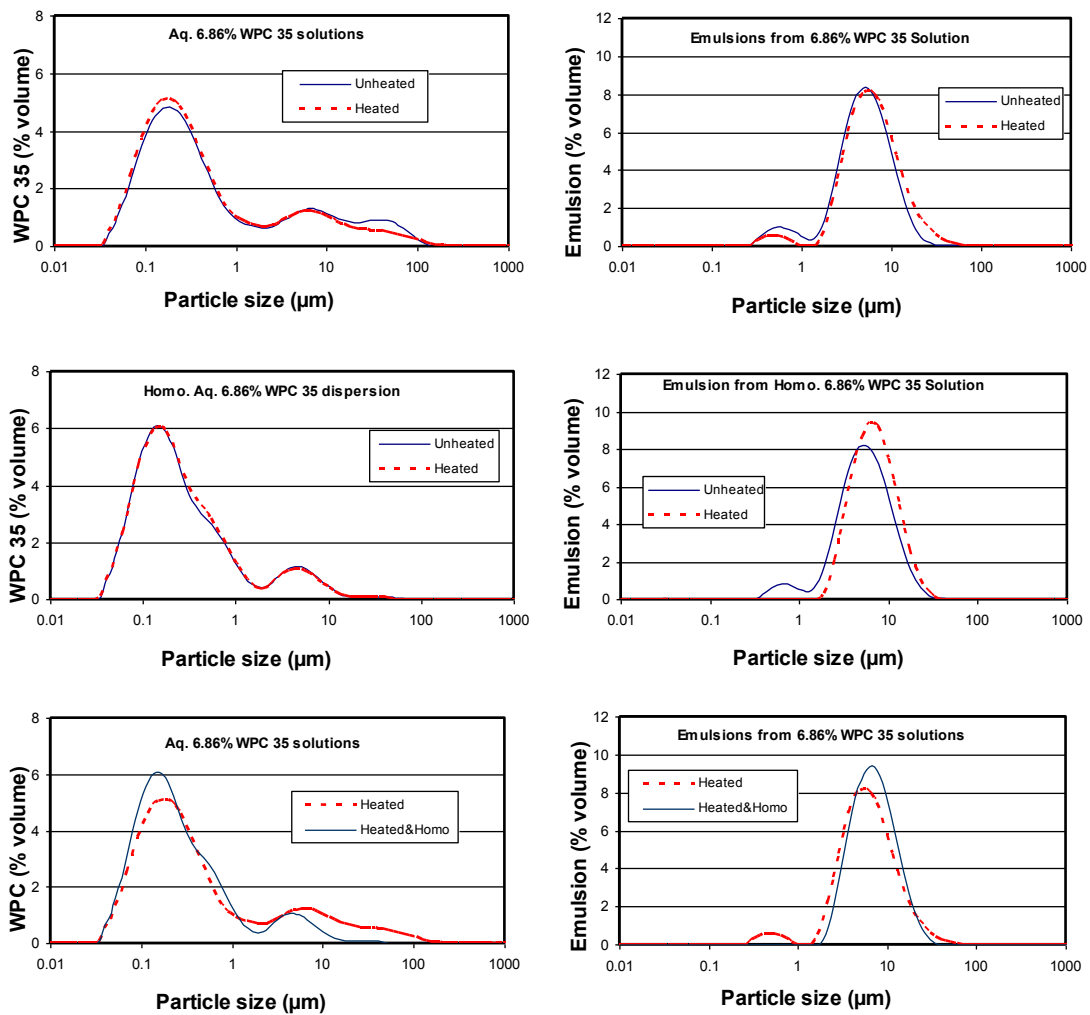 Aq. 6.86% WPC 35 solutions
Unheated
Heated
WPC 35 (% volume)
8
6
4
2
0
0.01 0.1 1 10 100 1000
Particle size (µm)
Emulsions from 6.86% WPC 35 Solution
Unheated
Heated
Emulsion (% volume)
12
10
8
6
4
2
0
0.01 0.1 1 10 100 1000
Particle size (µm)
Homo. Aq. 6.86% WPC 35 dispersion
Unheated
Heated
WPC 35 (% volume)
8
6
4
2
0
0.01 0.1 1 10 100 1000
Particle size (µm)
Emulsion from Homo. 6.86% WPC 35 Solution
Unheated
Heated
Emulsion (% volume)
12
10
8
6
4
2
0
0.01 0.1 1 10 100 1000
Particle size (µm)
Aq. 6.86% WPC 35 solutions
Heated
Heated&Homo
WPC (% volume)
8
6
4
2
0
0.01 0.1 1 10 100 1000
Particle size (µm)
Emulsions from 6.86% WPC 35 solutions
Heated
Heated&Homo
Emulsion (% volume)
12
10
8
6
4
2
0
0.01 0.1 1 10 100 1000
Particle size (µm)